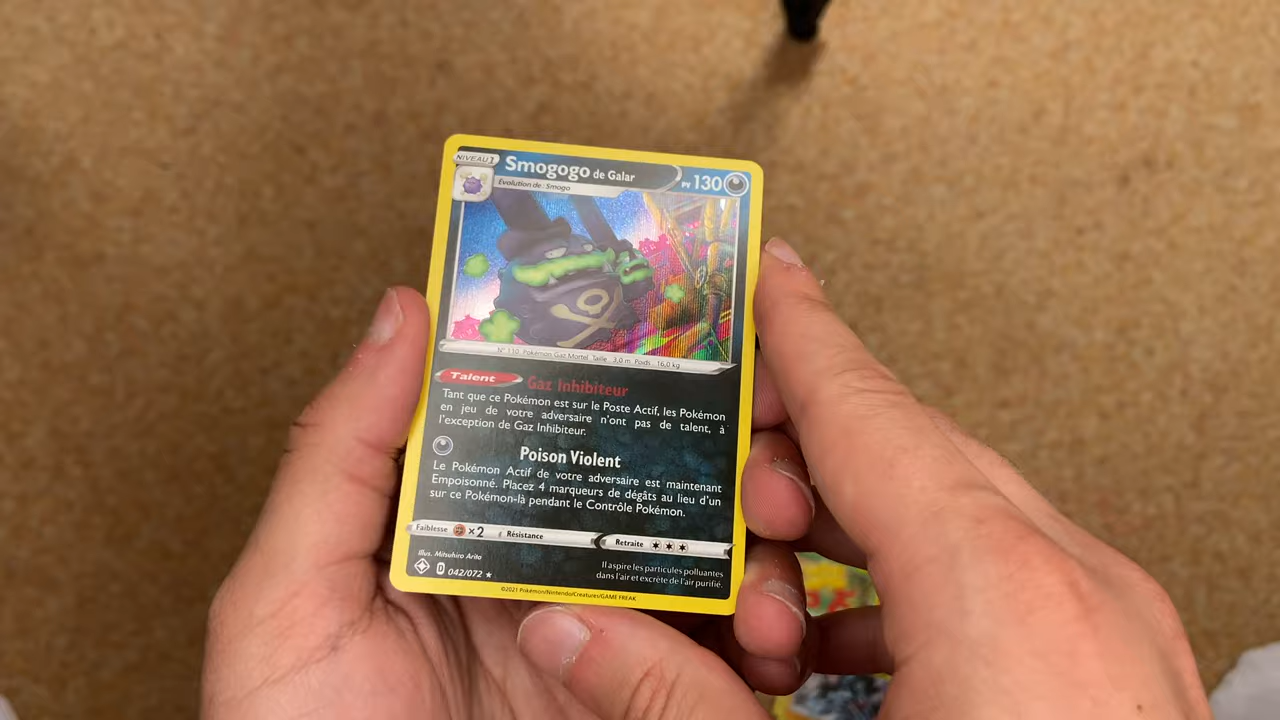 NIVEAU 1
Smogogo de Galar
PV 130
Évolution de : Smogo
N° 110 Pokémon Gaz Mortel Taille : 3,0 m Poids : 16,0 kg
Talent Gaz Inhibiteur
Tant que ce Pokémon est sur le Poste Actif, les Pokémon
en jeu de votre adversaire n'ont pas de talent, à
l'exception de Gaz Inhibiteur.
Poison Violent
Le Pokémon Actif de votre adversaire est maintenant
Empoisonné. Placez 4 marqueurs de dégâts au lieu d'un
sur ce Pokémon-là pendant le Contrôle Pokémon.
Faiblesse ×2 Résistance Retraite
Illus. Mitsuhiro Arita
042/072 ★
Il aspire les particules polluantes
dans l'air et excrète de l'air purifié.
©2021 Pokémon/Nintendo/Creatures/GAME FREAK